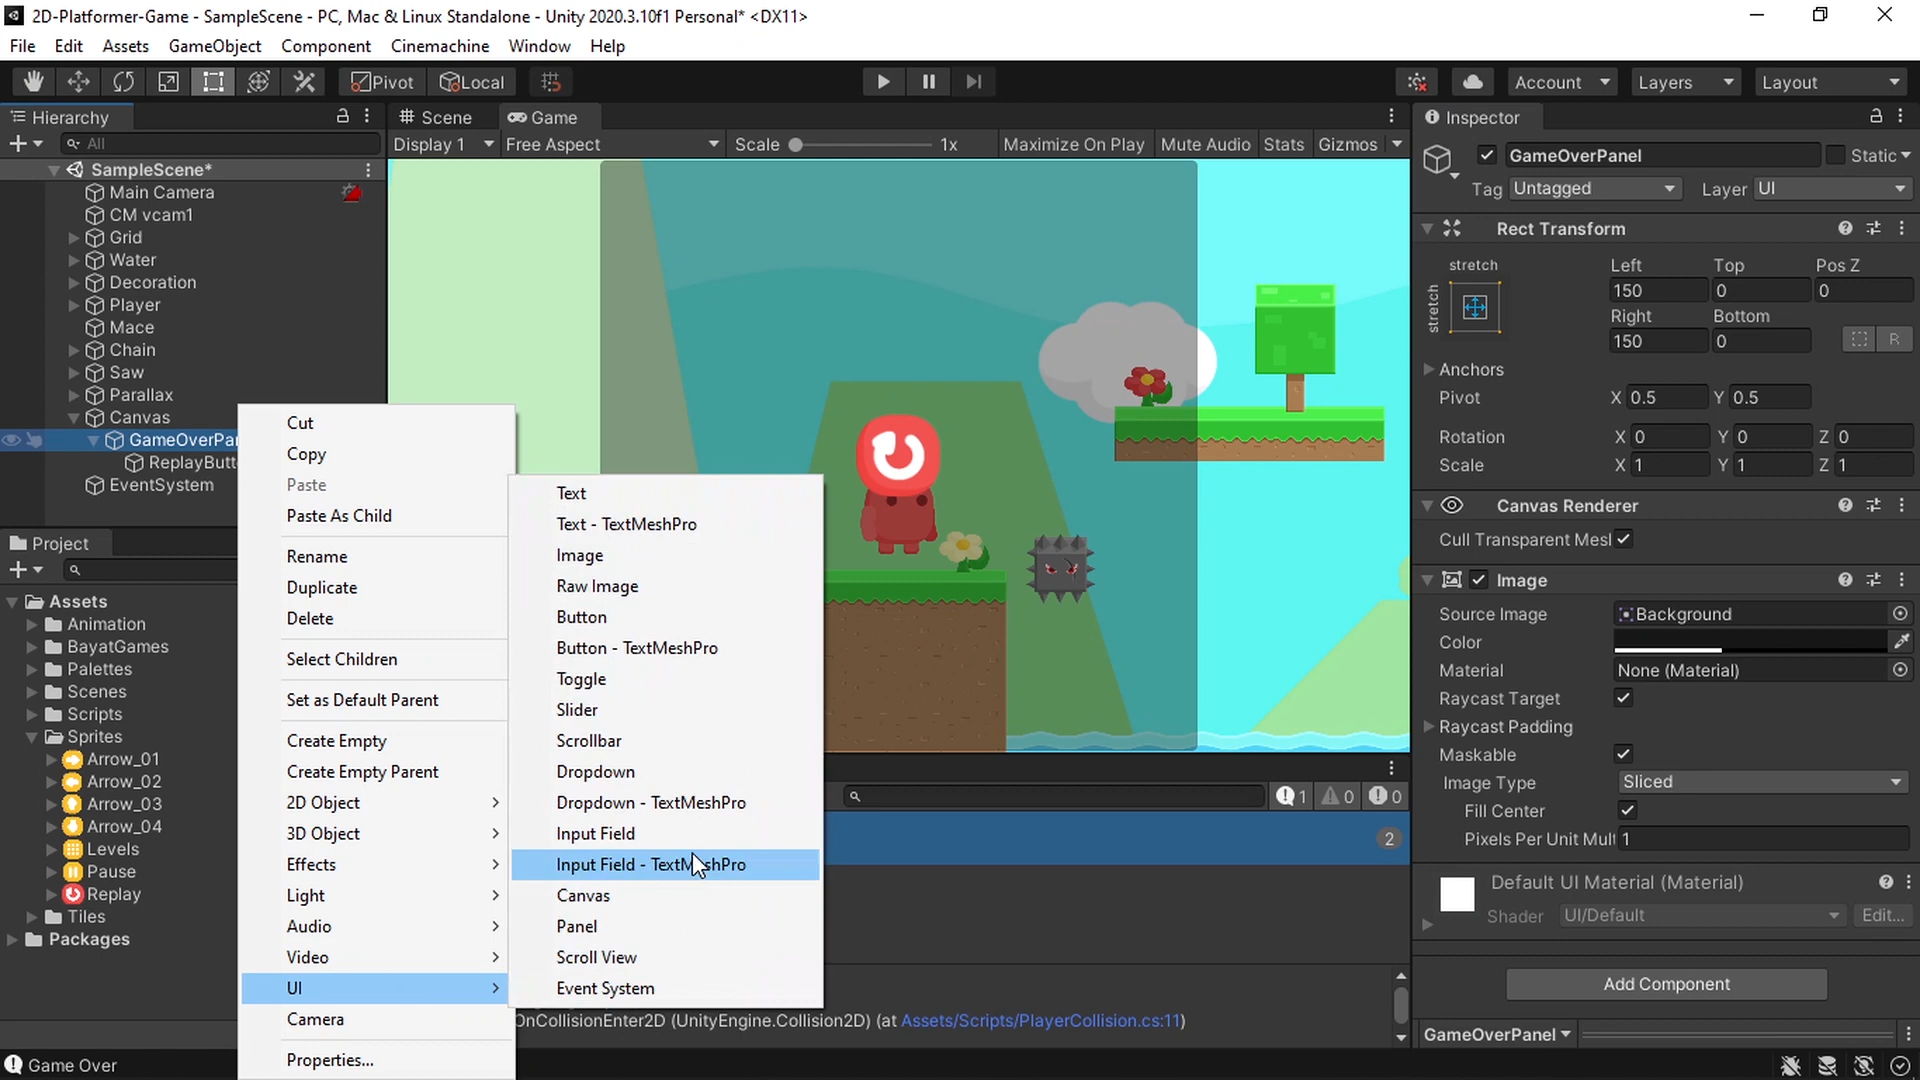 2D-Platformer-Game - SampleScene - PC, Mac & Linux Standalone - Unity 2020.3.10f1 Personal* <DX11>
File Edit Assets GameObject Component Cinemachine Window Help
Pivot Local Account Layers Layout
Hierarchy Scene Game Inspector
All Display 1 Free Aspect Scale 1x Maximize On Play Mute Audio Stats Gizmos
GameOverPanel Static
SampleScene*
Tag Untagged Layer UI
Main Camera
CM vcam1
Grid
Water
Decoration
Player
Mace
Chain
Saw
Parallax
Canvas
GameOverPan
ReplayButt
EventSystem
Project
Assets
Animation
BayatGames
Palettes
Scenes
Scripts
Sprites
Arrow_01
Arrow_02
Arrow_03
Arrow_04
Levels
Pause
Replay
Tiles
Packages
Cut
Copy
Paste
Paste As Child
Rename
Duplicate
Delete
Select Children
Set as Default Parent
Create Empty
Create Empty Parent
2D Object
3D Object
Effects
Light
Audio
Video
UI
Camera
Properties...
Text
Text - TextMeshPro
Image
Raw Image
Button
Button - TextMeshPro
Toggle
Slider
Scrollbar
Dropdown
Dropdown - TextMeshPro
Input Field
Input Field - TextMeshPro
Canvas
Panel
Scroll View
Event System
1 0 0
2
OnCollisionEnter2D (UnityEngine.Collision2D) (at Assets/Scripts/PlayerCollision.cs:11)
Rect Transform
stretch
stretch
Left Top Pos Z
150 0 0
Right Bottom
150 0 R
Anchors
Pivot X 0.5 Y 0.5
Rotation X 0 Y 0 Z 0
Scale X 1 Y 1 Z 1
Canvas Renderer
Cull Transparent Mesl
Image
Source Image Background
Color
Material None (Material)
Raycast Target
Raycast Padding
Maskable
Image Type Sliced
Fill Center
Pixels Per Unit Mult 1
Default UI Material (Material)
Shader UI/Default Edit...
Add Component
GameOverPanel
Game Over